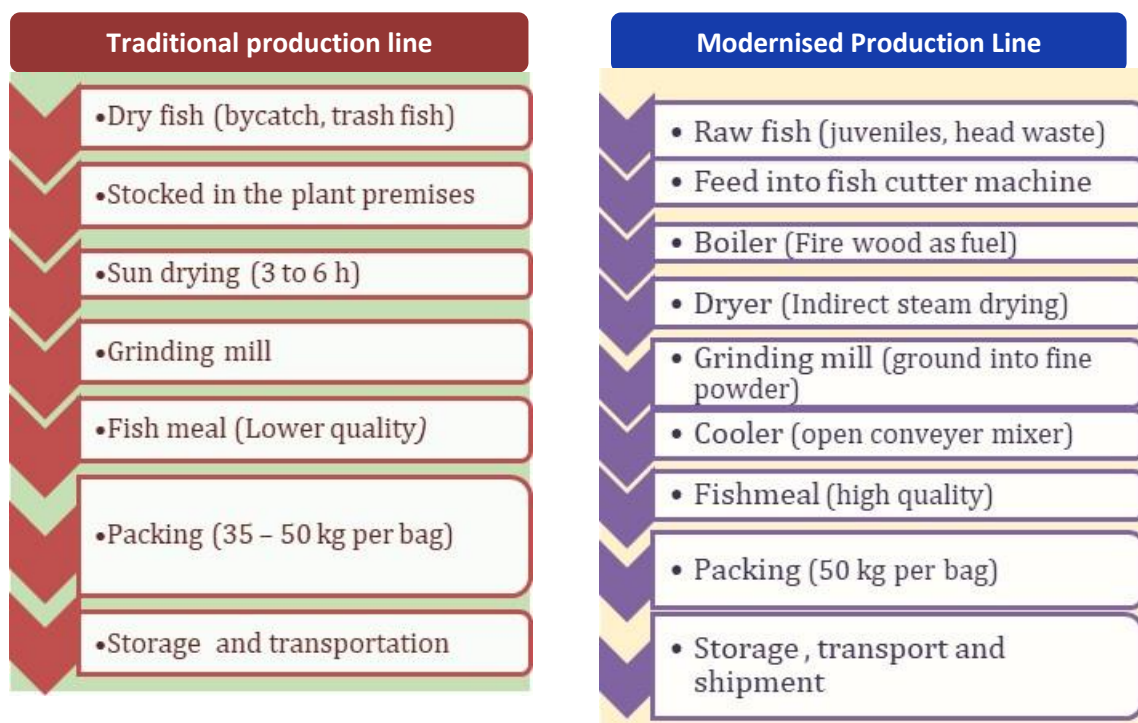 Traditional production line
•Dry fish (bycatch, trash fish)
•Stocked in the plant premises
•Sun drying (3 to 6 h)
•Grinding mill
•Fish meal (Lower quality)
•Packing (35 – 50 kg per bag)
•Storage and transportation
Modernised Production Line
• Raw fish (juveniles, head waste)
• Feed into fish cutter machine
• Boiler (Fire wood as fuel)
• Dryer (Indirect steam drying)
• Grinding mill (ground into fine
powder)
• Cooler (open conveyer mixer)
• Fishmeal (high quality)
• Packing (50 kg per bag)
• Storage , transport and
shipment